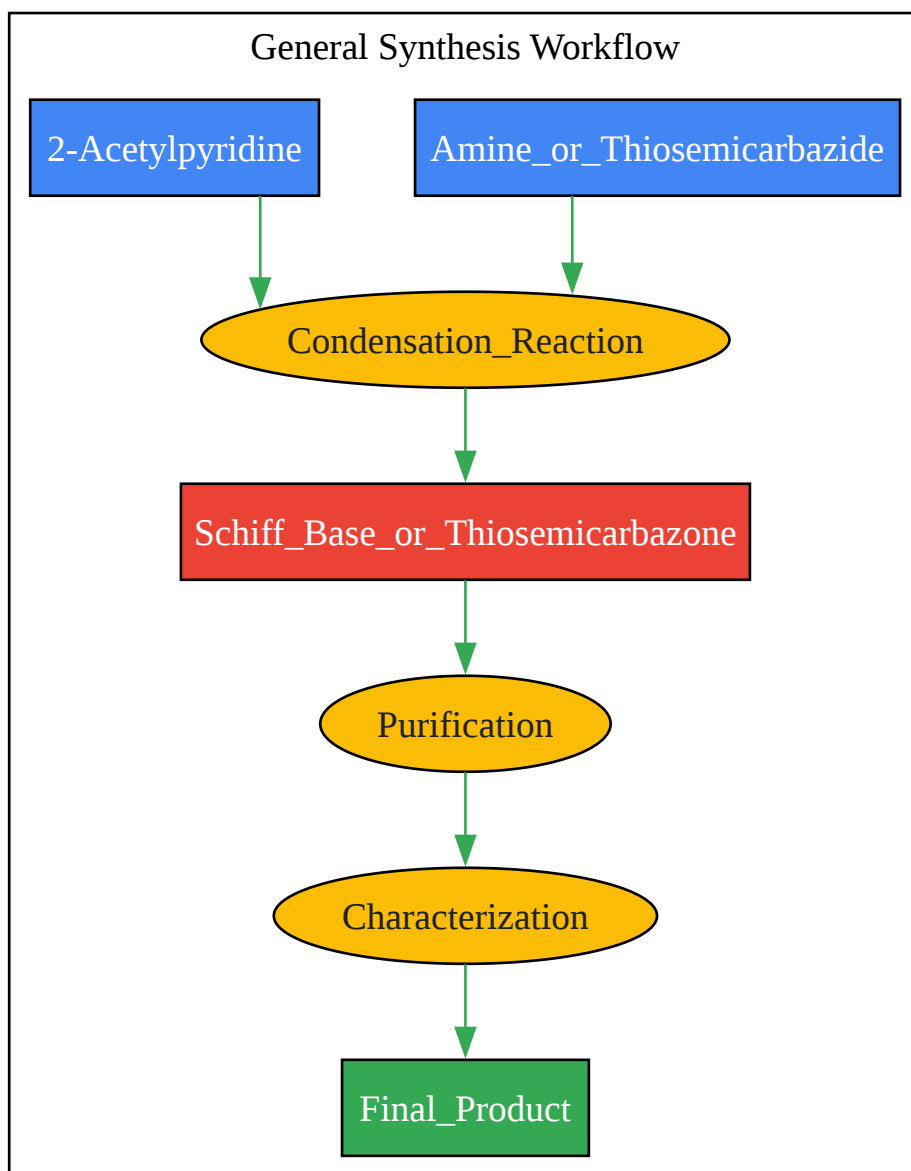 General Synthesis Workflow
2-Acetylpyridine
Amine_or_Thiosemicarbazide
Condensation_Reaction
Schiff_Base_or_Thiosemicarbazone
Purification
Characterization
Final_Product